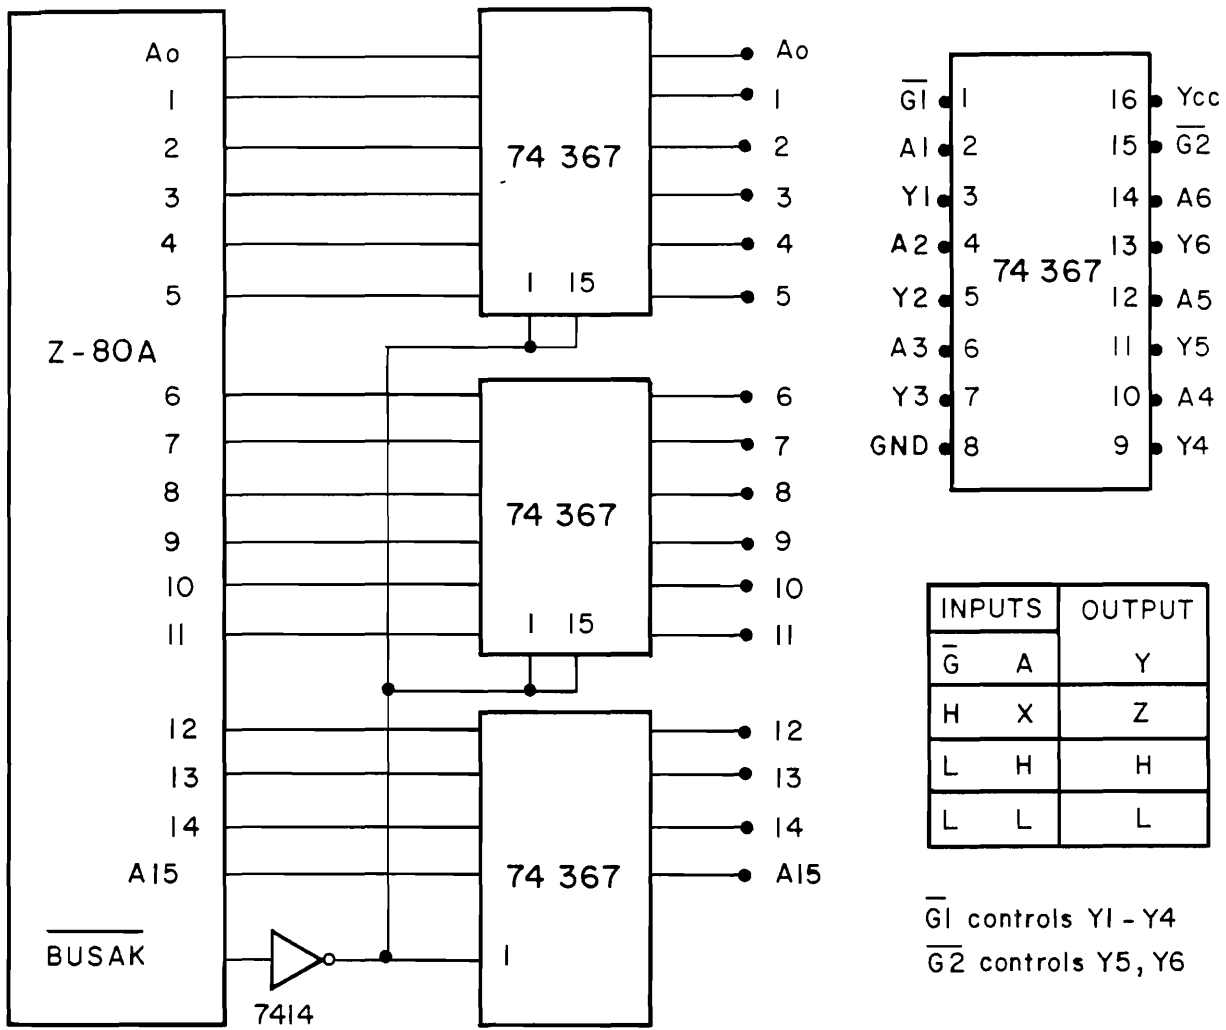 Ao
1
2
3
4
5
Z-80A
6
7
8
9
10
11
12
13
14
A15
BUSAK
7414
74 367
1 15
74 367
1 15
74 367
1
Ao
1
2
3
4
5
6
7
8
9
10
11
12
13
14
A15
G1 1 16 Ycc
A1 2 15 G2
Y1 3 14 A6
A2 4 13 Y6
74 367
Y2 5 12 A5
A3 6 11 Y5
Y3 7 10 A4
GND 8 9 Y4
INPUTS OUTPUT
G A Y
H X Z
L H H
L L L
G1 controls Y1 - Y4
G2 controls Y5, Y6